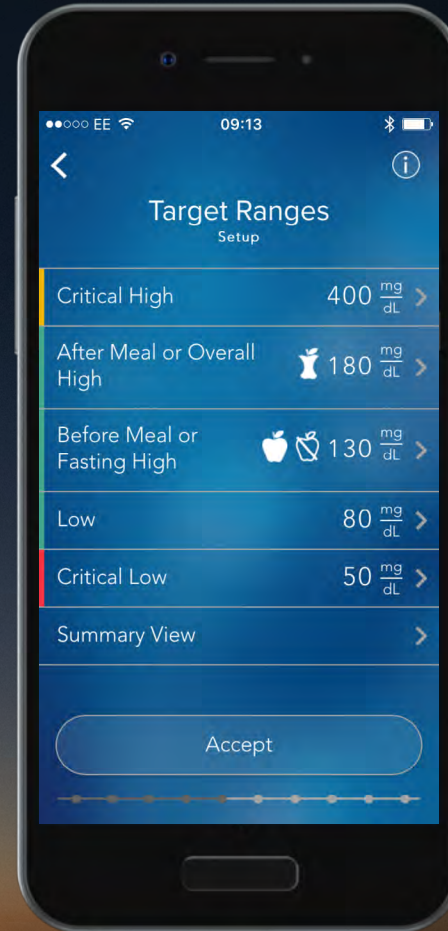 EE 09:13
Target Ranges
Setup
Critical High 400 mg/dL
After Meal or Overall
High 180 mg/dL
Before Meal or
Fasting High 130 mg/dL
Low 80 mg/dL
Critical Low 50 mg/dL
Summary View
Accept